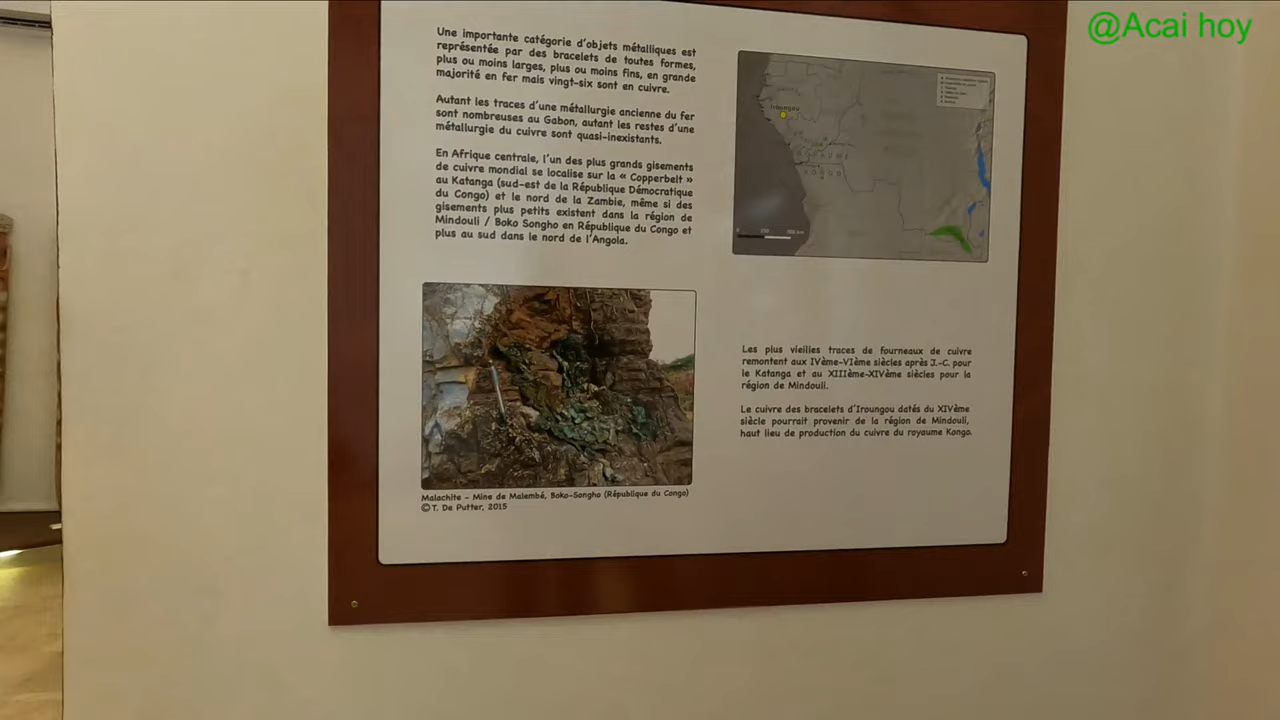 @Acai hoy
Une importante catégorie d'objets métalliques est
représentée par des bracelets de toutes formes,
plus ou moins larges, plus ou moins fins, en grande
majorité en fer mais vingt-six sont en cuivre.
Autant les traces d'une métallurgie ancienne du fer
sont nombreuses au Gabon, autant les restes d'une
métallurgie du cuivre sont quasi-inexistants.
En Afrique centrale, l'un des plus grands gisements
de cuivre mondial se localise sur la « Copperbelt »
au Katanga (sud-est de la République Démocratique
du Congo) et le nord de la Zambie, même si des
gisements plus petits existent dans la région de
Mindouli / Boko Songho en République du Congo et
plus au sud dans le nord de l'Angola.
Iroungou
KONGO
Malachite - Mine de Malembé, Boko-Songho (République du Congo)
©T. De Putter, 2015
Les plus vieilles traces de fourneaux de cuivre
remontent aux IVème-VIème siècles après J.-C. pour
le Katanga et au XIIIème-XIVème siècles pour la
région de Mindouli.
Le cuivre des bracelets d'Iroungou datés du XIVème
siècle pourrait provenir de la région de Mindouli,
haut lieu de production du cuivre du royaume Kongo.